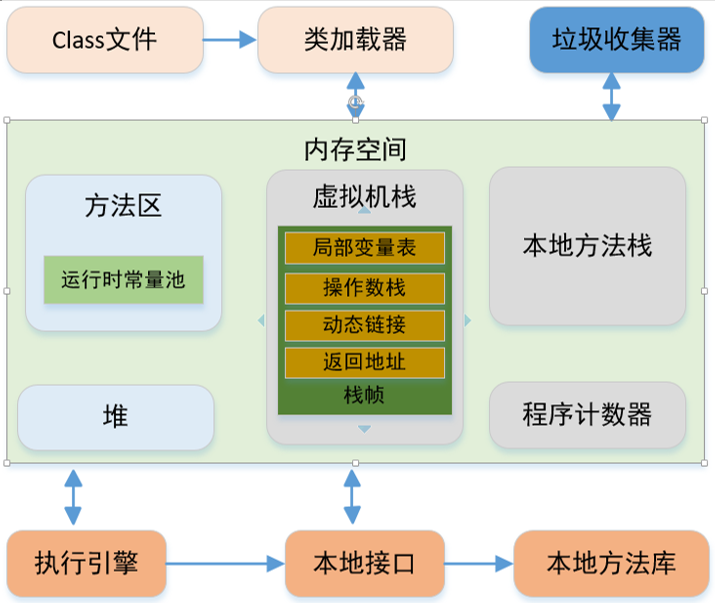 Class文件
类加载器
垃圾收集器
内存空间
方法区
运行时常量池
虚拟机栈
局部变量表
操作数栈
动态链接
返回地址
栈帧
本地方法栈
堆
程序计数器
执行引擎
本地接口
本地方法库